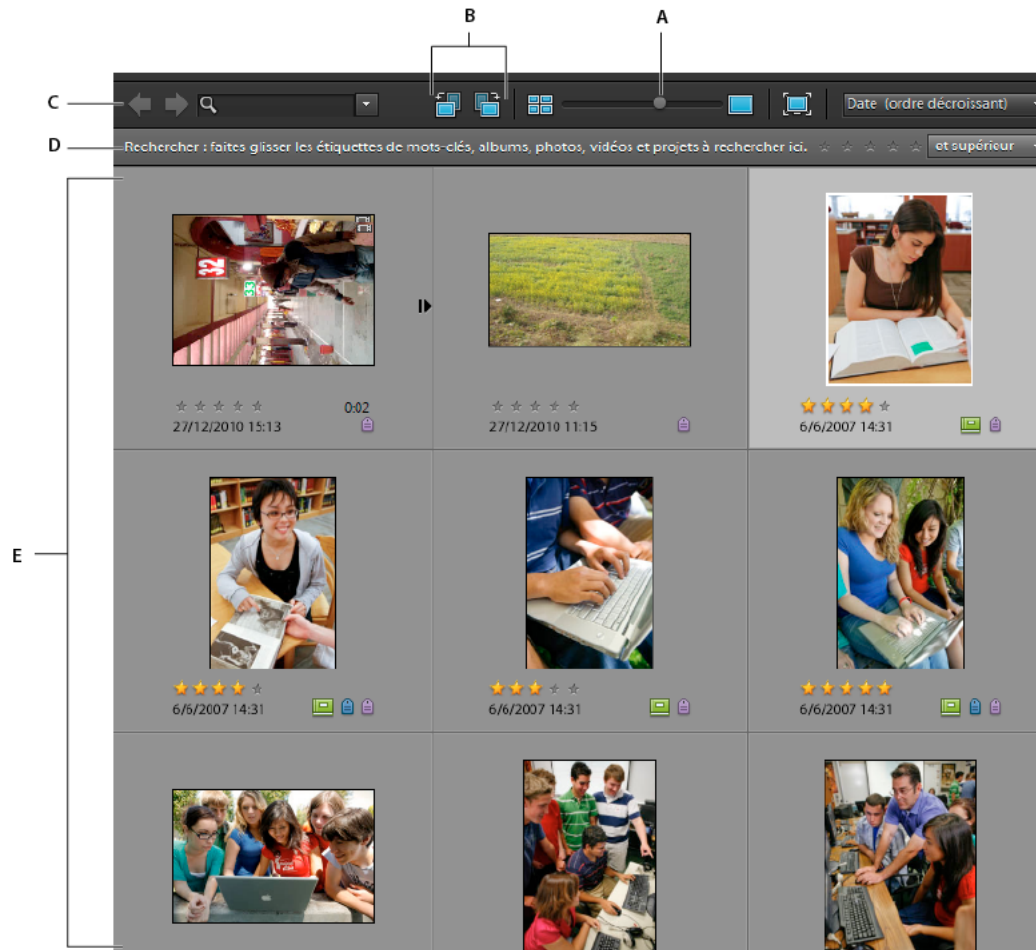 B
A
C
Date (ordre décroissant)
D
Rechercher : faites glisser les étiquettes de mots-clés, albums, photos, vidéos et projets à rechercher ici.
et supérieur
E
32
33
0:02
27/12/2010 15:13
27/12/2010 11:15
6/6/2007 14:31
6/6/2007 14:31
6/6/2007 14:31
6/6/2007 14:31